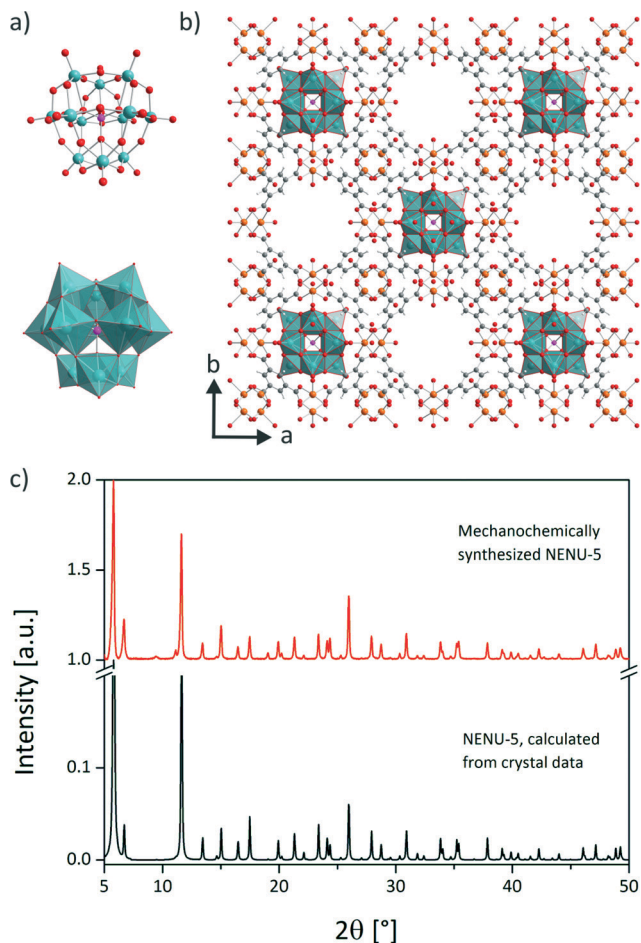 a)
b)
b
a
c)
2.0
Mechanochemically
synthesized NENU-5
1.5
1.0
Intensity [a.u.]
NENU-5, calculated
from crystal data
0.1
0.0
5 10 20 30 40 50
2θ [°]